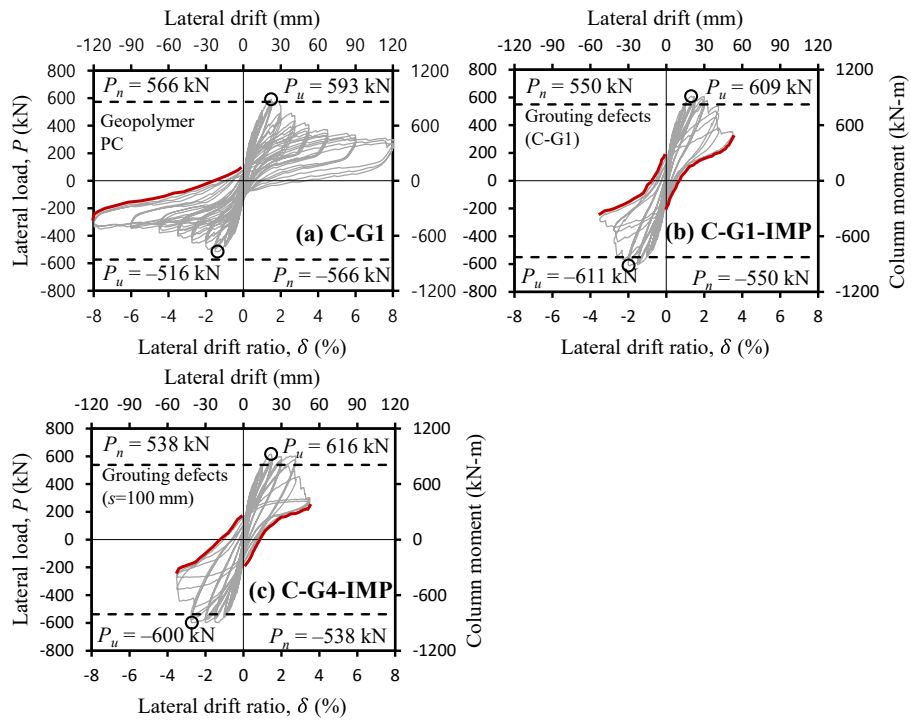 Lateral drift (mm)
-120 -90 -60 -30 0 30 60 90 120
Lateral load, P (kN)
800
600
400
200
0
-200
-400
-600
-800
1200
600
0
-600
-1200
P_n = 566 kN
P_u = 593 kN
Geopolymer
PC
(a) C-G1
P_u = –516 kN
P_n = –566 kN
-8 -6 -4 -2 0 2 4 6 8
Lateral drift ratio, δ (%)
Lateral drift (mm)
-120 -90 -60 -30 0 30 60 90 120
800
600
400
200
0
-200
-400
-600
-800
1200
600
0
-600
-1200
Column moment (kN-m)
P_n = 550 kN
P_u = 609 kN
Grouting defects
(C-G1)
(b) C-G1-IMP
P_u = –611 kN
P_n = –550 kN
-8 -6 -4 -2 0 2 4 6 8
Lateral drift ratio, δ (%)
Lateral drift (mm)
-120 -90 -60 -30 0 30 60 90 120
Lateral load, P (kN)
800
600
400
200
0
-200
-400
-600
-800
1200
600
0
-600
-1200
Column moment (kN-m)
P_n = 538 kN
P_u = 616 kN
Grouting defects
(s=100 mm)
(c) C-G4-IMP
P_u = –600 kN
P_n = –538 kN
-8 -6 -4 -2 0 2 4 6 8
Lateral drift ratio, δ (%)